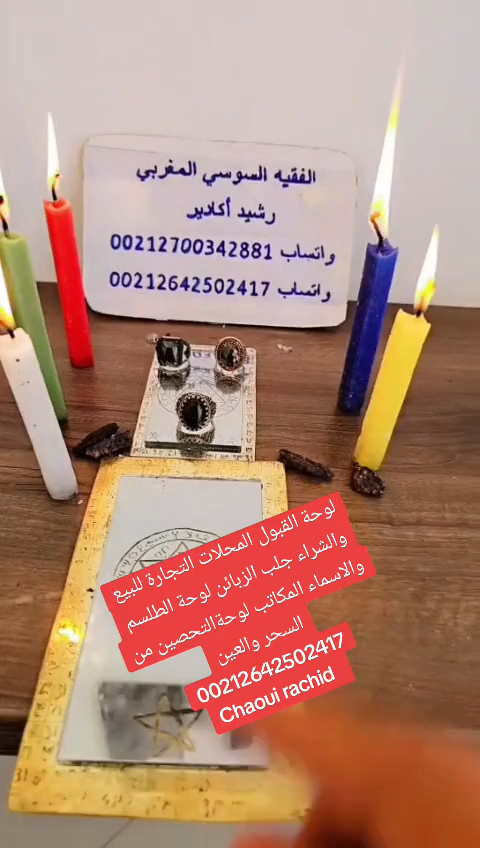 الفقيه السوسي المغربي
رشيد أكادير
واتساب 00212700342881
واتساب 00212642502417
لوحة القبول المحلات التجارة للبيع
والشراء جلب الزبائن لوحة الطلسم
والاسماء المكاتب لوحةالتحصين من
السحر والعين
00212642502417
Chaoui rachid